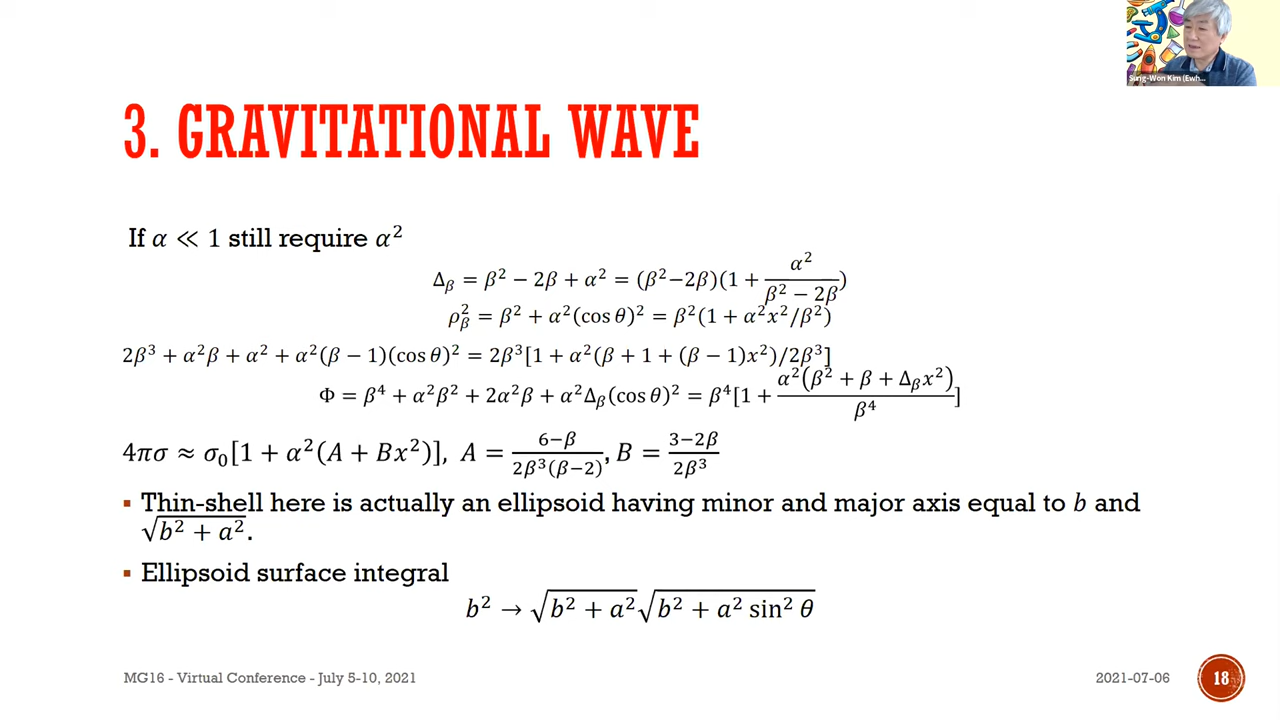 Sung-Won Kim (Ewh...
3. GRAVITATIONAL WAVE
If α ≪ 1 still require α²
Δ_β = β² − 2β + α² = (β²−2β)(1 + α²/(β² − 2β))
ρ_β² = β² + α²(cos θ)² = β²(1 + α²x²/β²)
2β³ + α²β + α² + α²(β − 1)(cos θ)² = 2β³[1 + α²(β + 1 + (β − 1)x²)/2β³]
Φ = β⁴ + α²β² + 2α²β + α²Δ_β(cos θ)² = β⁴[1 + α²(β² + β + Δ_βx²)/β⁴]
4πσ ≈ σ₀[1 + α²(A + Bx²)], A = (6−β)/(2β³(β−2)), B = (3−2β)/(2β³)
▪ Thin-shell here is actually an ellipsoid having minor and major axis equal to b and
√(b² + a²).
▪ Ellipsoid surface integral
b² → √(b² + a²)√(b² + a² sin² θ)
MG16 - Virtual Conference - July 5-10, 2021
2021-07-06
18